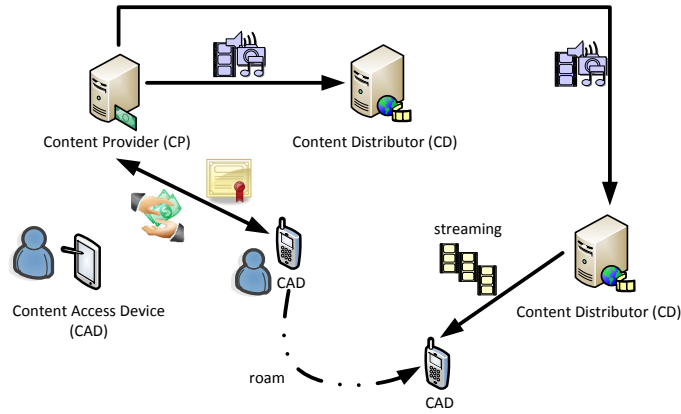 Content Provider (CP)
Content Distributor (CD)
streaming
Content Access Device
(CAD)
CAD
Content Distributor (CD)
roam
CAD